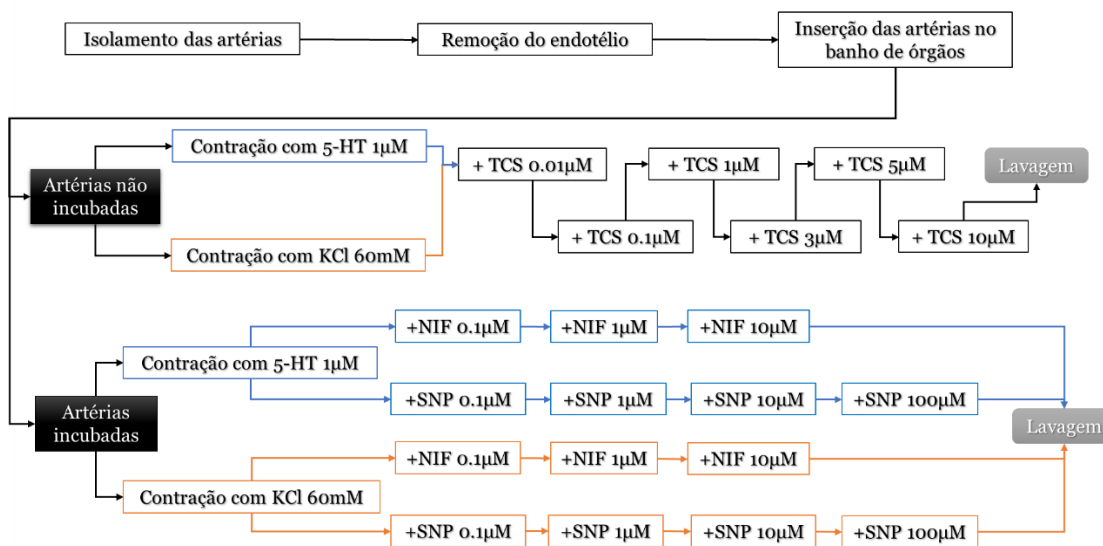 Isolamento das artérias
Remoção do endotélio
Inserção das artérias no
banho de órgãos
Contração com 5-HT 1µM
Artérias não
incubadas
Contração com KCl 60mM
+ TCS 0.01µM
+ TCS 0.1µM
+ TCS 1µM
+ TCS 3µM
+ TCS 5µM
+ TCS 10µM
Lavagem
Artérias
incubadas
Contração com 5-HT 1µM
+NIF 0.1µM
+NIF 1µM
+NIF 10µM
+SNP 0.1µM
+SNP 1µM
+SNP 10µM
+SNP 100µM
Contração com KCl 60mM
+NIF 0.1µM
+NIF 1µM
+NIF 10µM
+SNP 0.1µM
+SNP 1µM
+SNP 10µM
+SNP 100µM
Lavagem